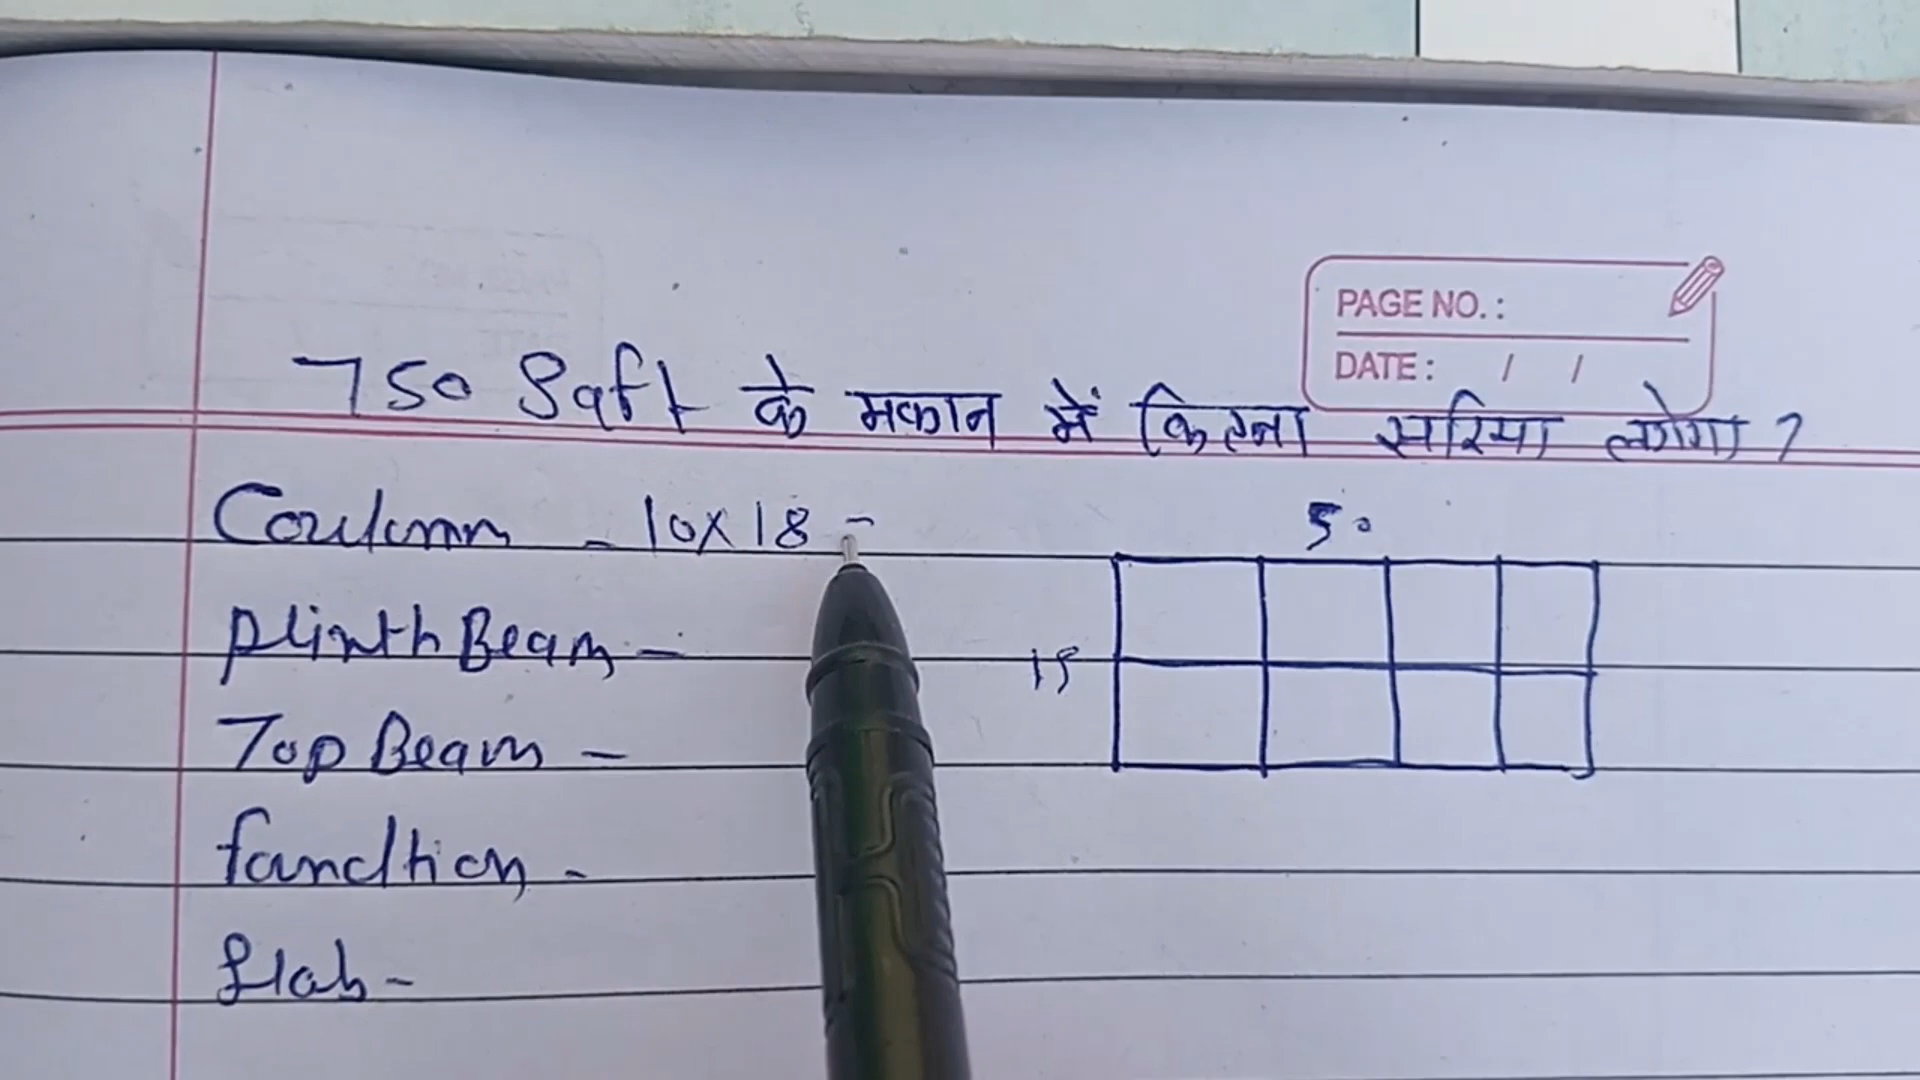 PAGE NO. :
DATE : / /
750 Sqft के मकान में कितना सरिया लगेगा ?
Coulumn - 10x18 -
50
Plinth Beam -
15
Top Beam -
fandtion -
Slab -